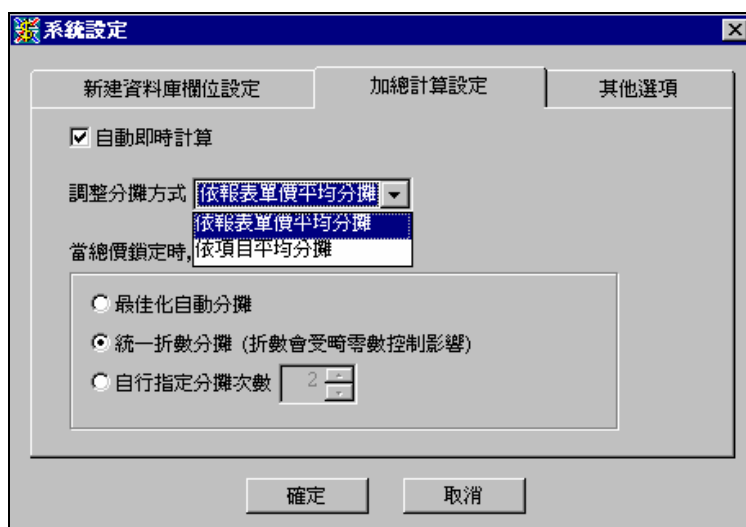 系統設定
新建資料庫欄位設定 加總計算設定 其他選項
自動即時計算
調整分攤方式 依報表單價平均分攤
依報表單價平均分攤
當總價鎖定時, 依項目平均分攤
最佳化自動分攤
統一折數分攤 (折數會受畸零數控制影響)
自行指定分攤次數 2
確定 取消